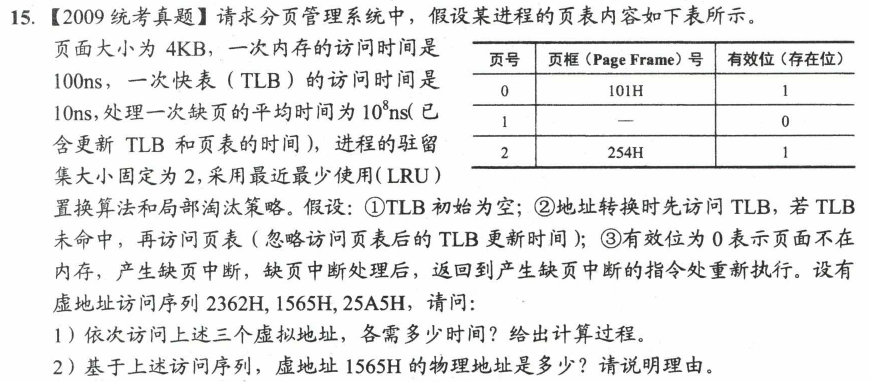 15.【2009 统考真题】请求分页管理系统中，假设某进程的页表内容如下表所示。
页面大小为 4KB，一次内存的访问时间是
100ns，一次快表（TLB）的访问时间是
10ns,处理一次缺页的平均时间为 10⁸ns(已
含更新 TLB 和页表的时间)，进程的驻留
集大小固定为 2,采用最近最少使用(LRU)
页号 页框（Page Frame）号 有效位（存在位）
0 101H 1
1 — 0
2 254H 1
置换算法和局部淘汰策略。假设：①TLB 初始为空；②地址转换时先访问 TLB，若 TLB
未命中，再访问页表（忽略访问页表后的 TLB 更新时间)；③有效位为 0 表示页面不在
内存，产生缺页中断，缺页中断处理后，返回到产生缺页中断的指令处重新执行。设有
虚地址访问序列 2362H, 1565H, 25A5H，请问：
1）依次访问上述三个虚拟地址，各需多少时间？给出计算过程。
2）基于上述访问序列，虚地址 1565H 的物理地址是多少？请说明理由。